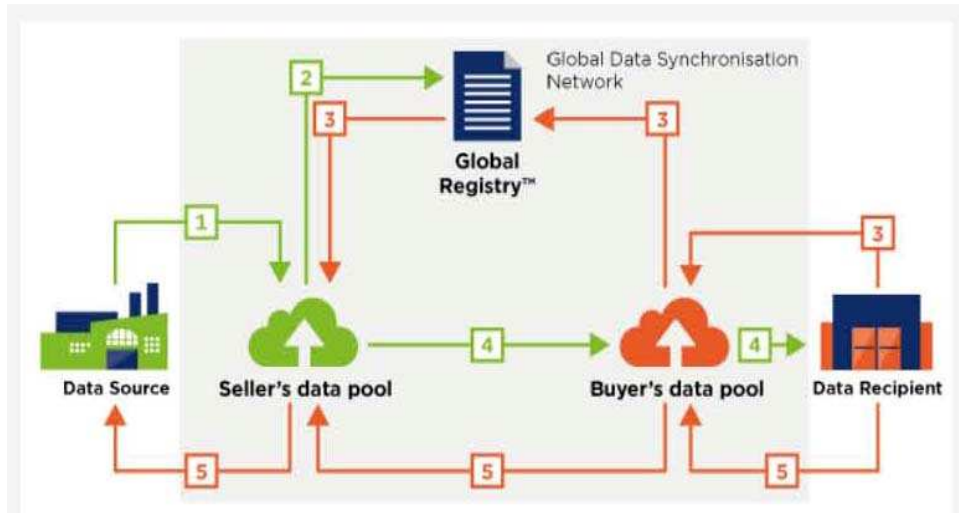 Global Data Synchronisation
Network
2
3
3
Global
Registry™
1
3
4
4
Data Source
Seller's data pool
Buyer's data pool
Data Recipient
5
5
5